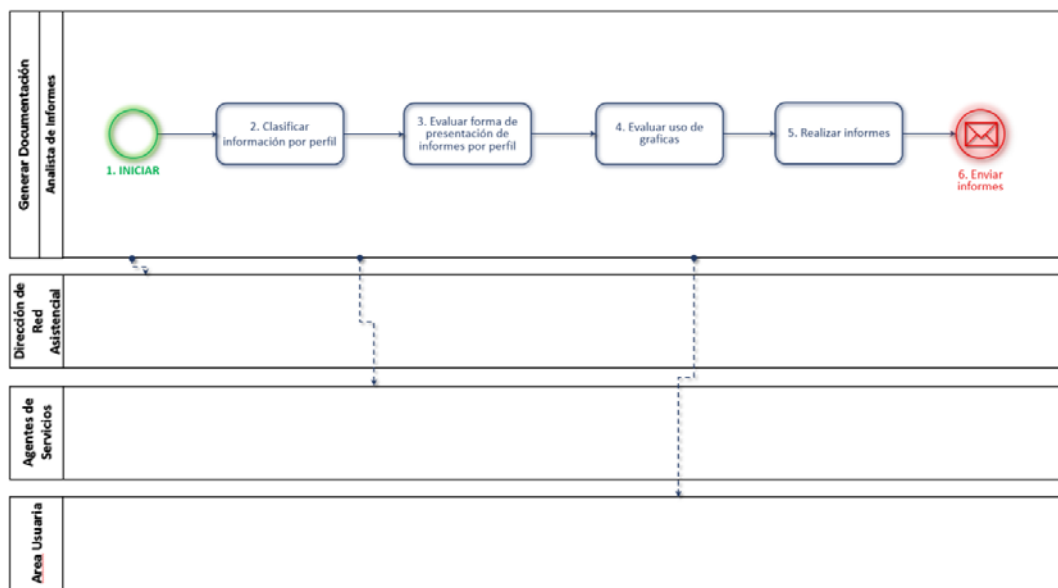 Generar Documentación
Analista de Informes
1. INICIAR
2. Clasificar
información por perfil
3. Evaluar forma de
presentación de
informes por perfil
4. Evaluar uso de
graficas
5. Realizar informes
6. Enviar
informes
Dirección de
Red
Asistencial
Agentes de
Servicios
Area Usuaria